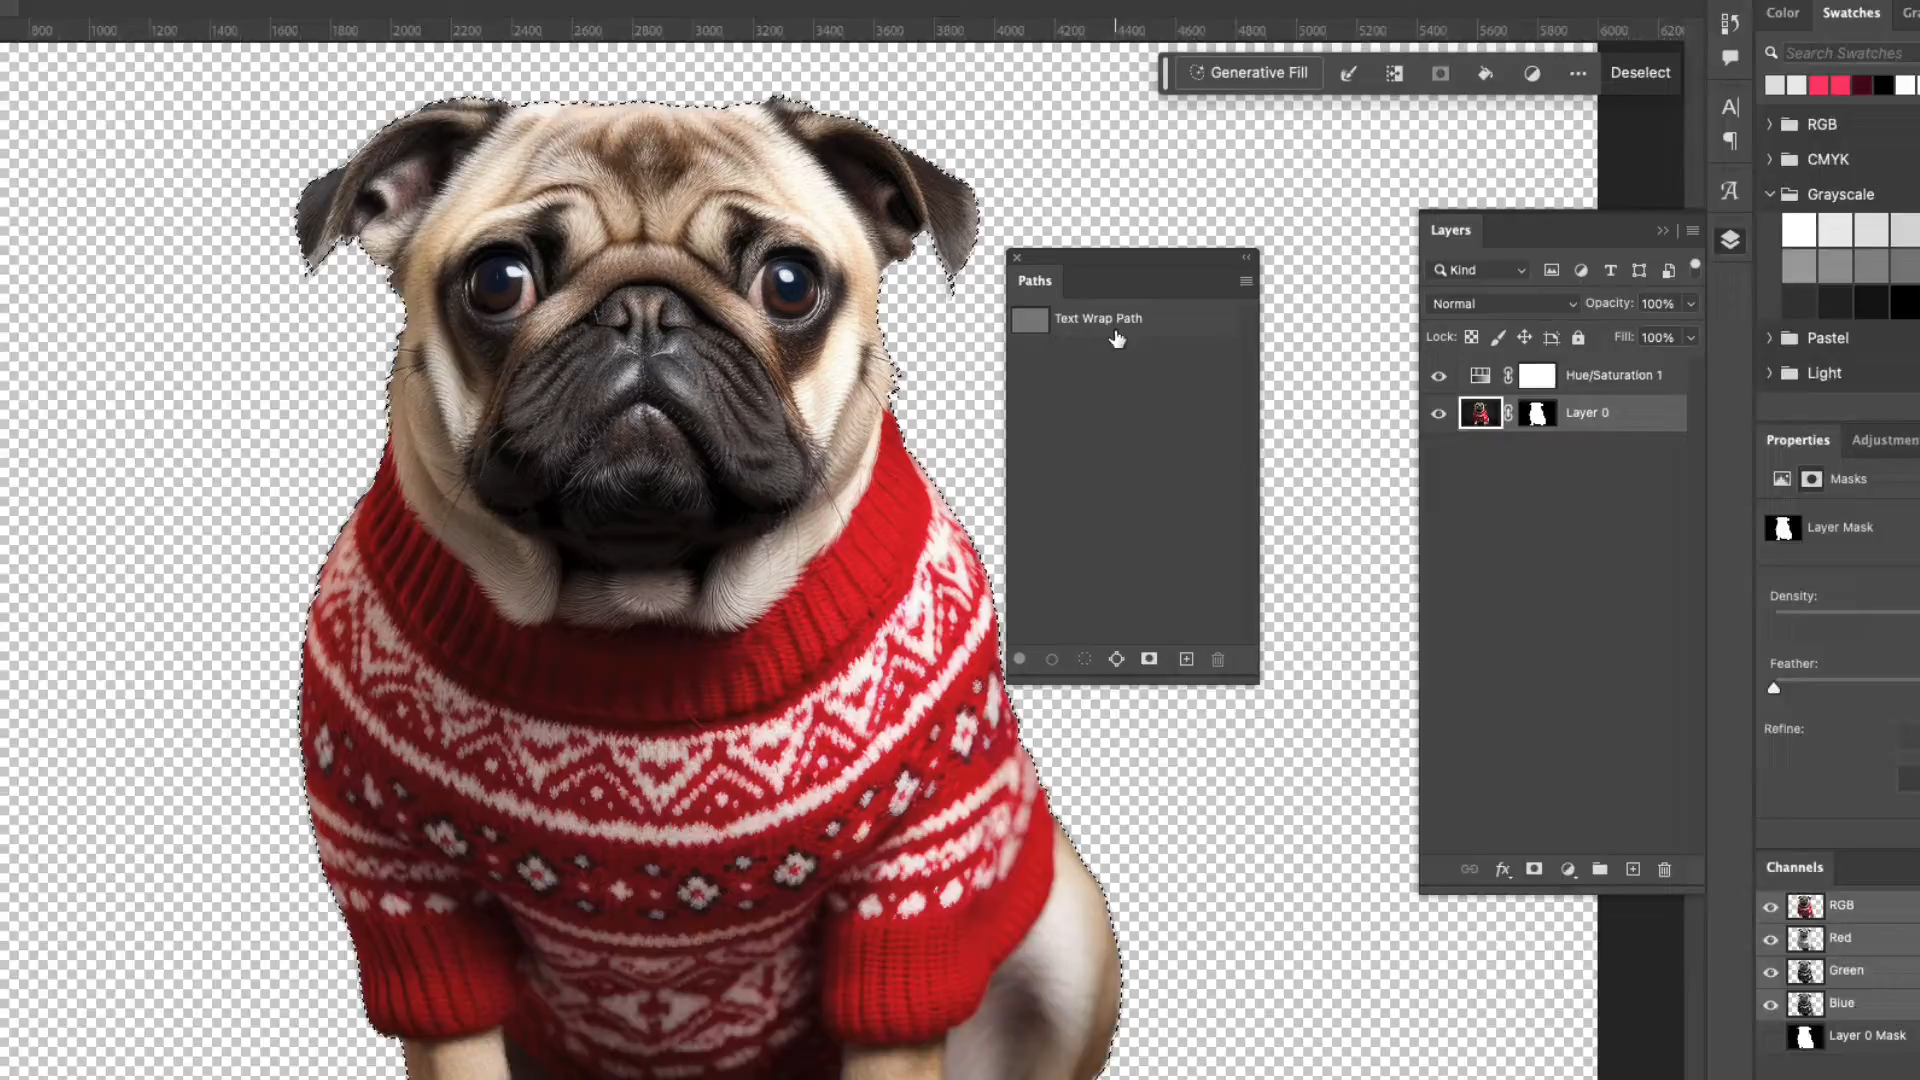 800 1000 1200 1400 1600 1800 2000 2200 2400 2600 2800 3000 3200 3400 3600 3800 4000 4200 4400 4600 4800 5000 5200 5400 5600 5800 6000
Generative Fill
Deselect
Color Swatches
Search Swatches
RGB
CMYK
Grayscale
Pastel
Light
Paths
Text Wrap Path
Layers
Kind
Normal Opacity: 100%
Lock: Fill: 100%
Hue/Saturation 1
Layer 0
fx
Properties
Masks
Layer Mask
Density:
Feather:
Refine:
Channels
RGB
Red
Green
Blue
Layer 0 Mask